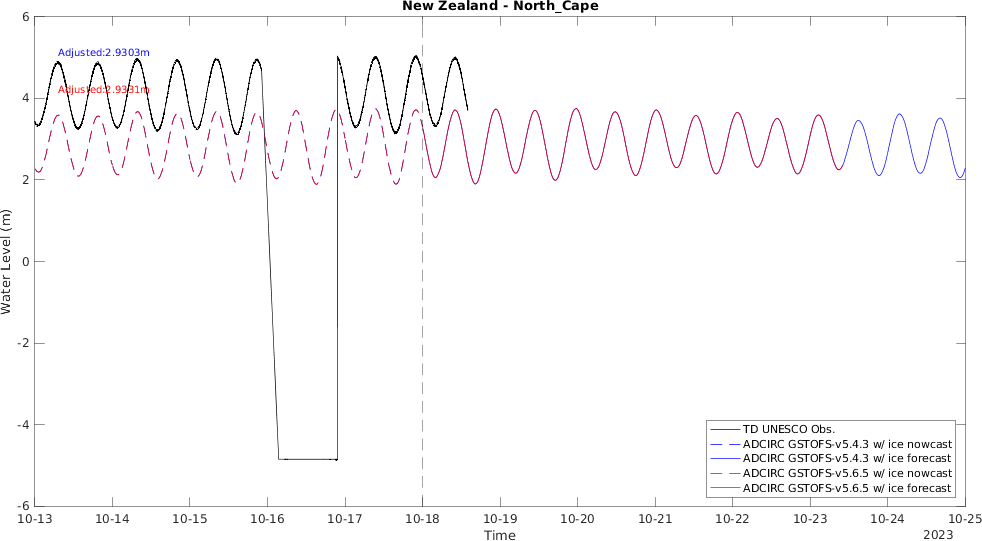 New Zealand - North_Cape
6
4
2
0
-2
-4
-6
Water Level (m)
Adjusted:2.9303m
Adjusted:2.9331m
TD UNESCO Obs.
ADCIRC GSTOFS-v5.4.3 w/ ice nowcast
ADCIRC GSTOFS-v5.4.3 w/ ice forecast
ADCIRC GSTOFS-v5.6.5 w/ ice nowcast
ADCIRC GSTOFS-v5.6.5 w/ ice forecast
10-13 10-14 10-15 10-16 10-17 10-18 10-19 10-20 10-21 10-22 10-23 10-24 10-25
Time
2023